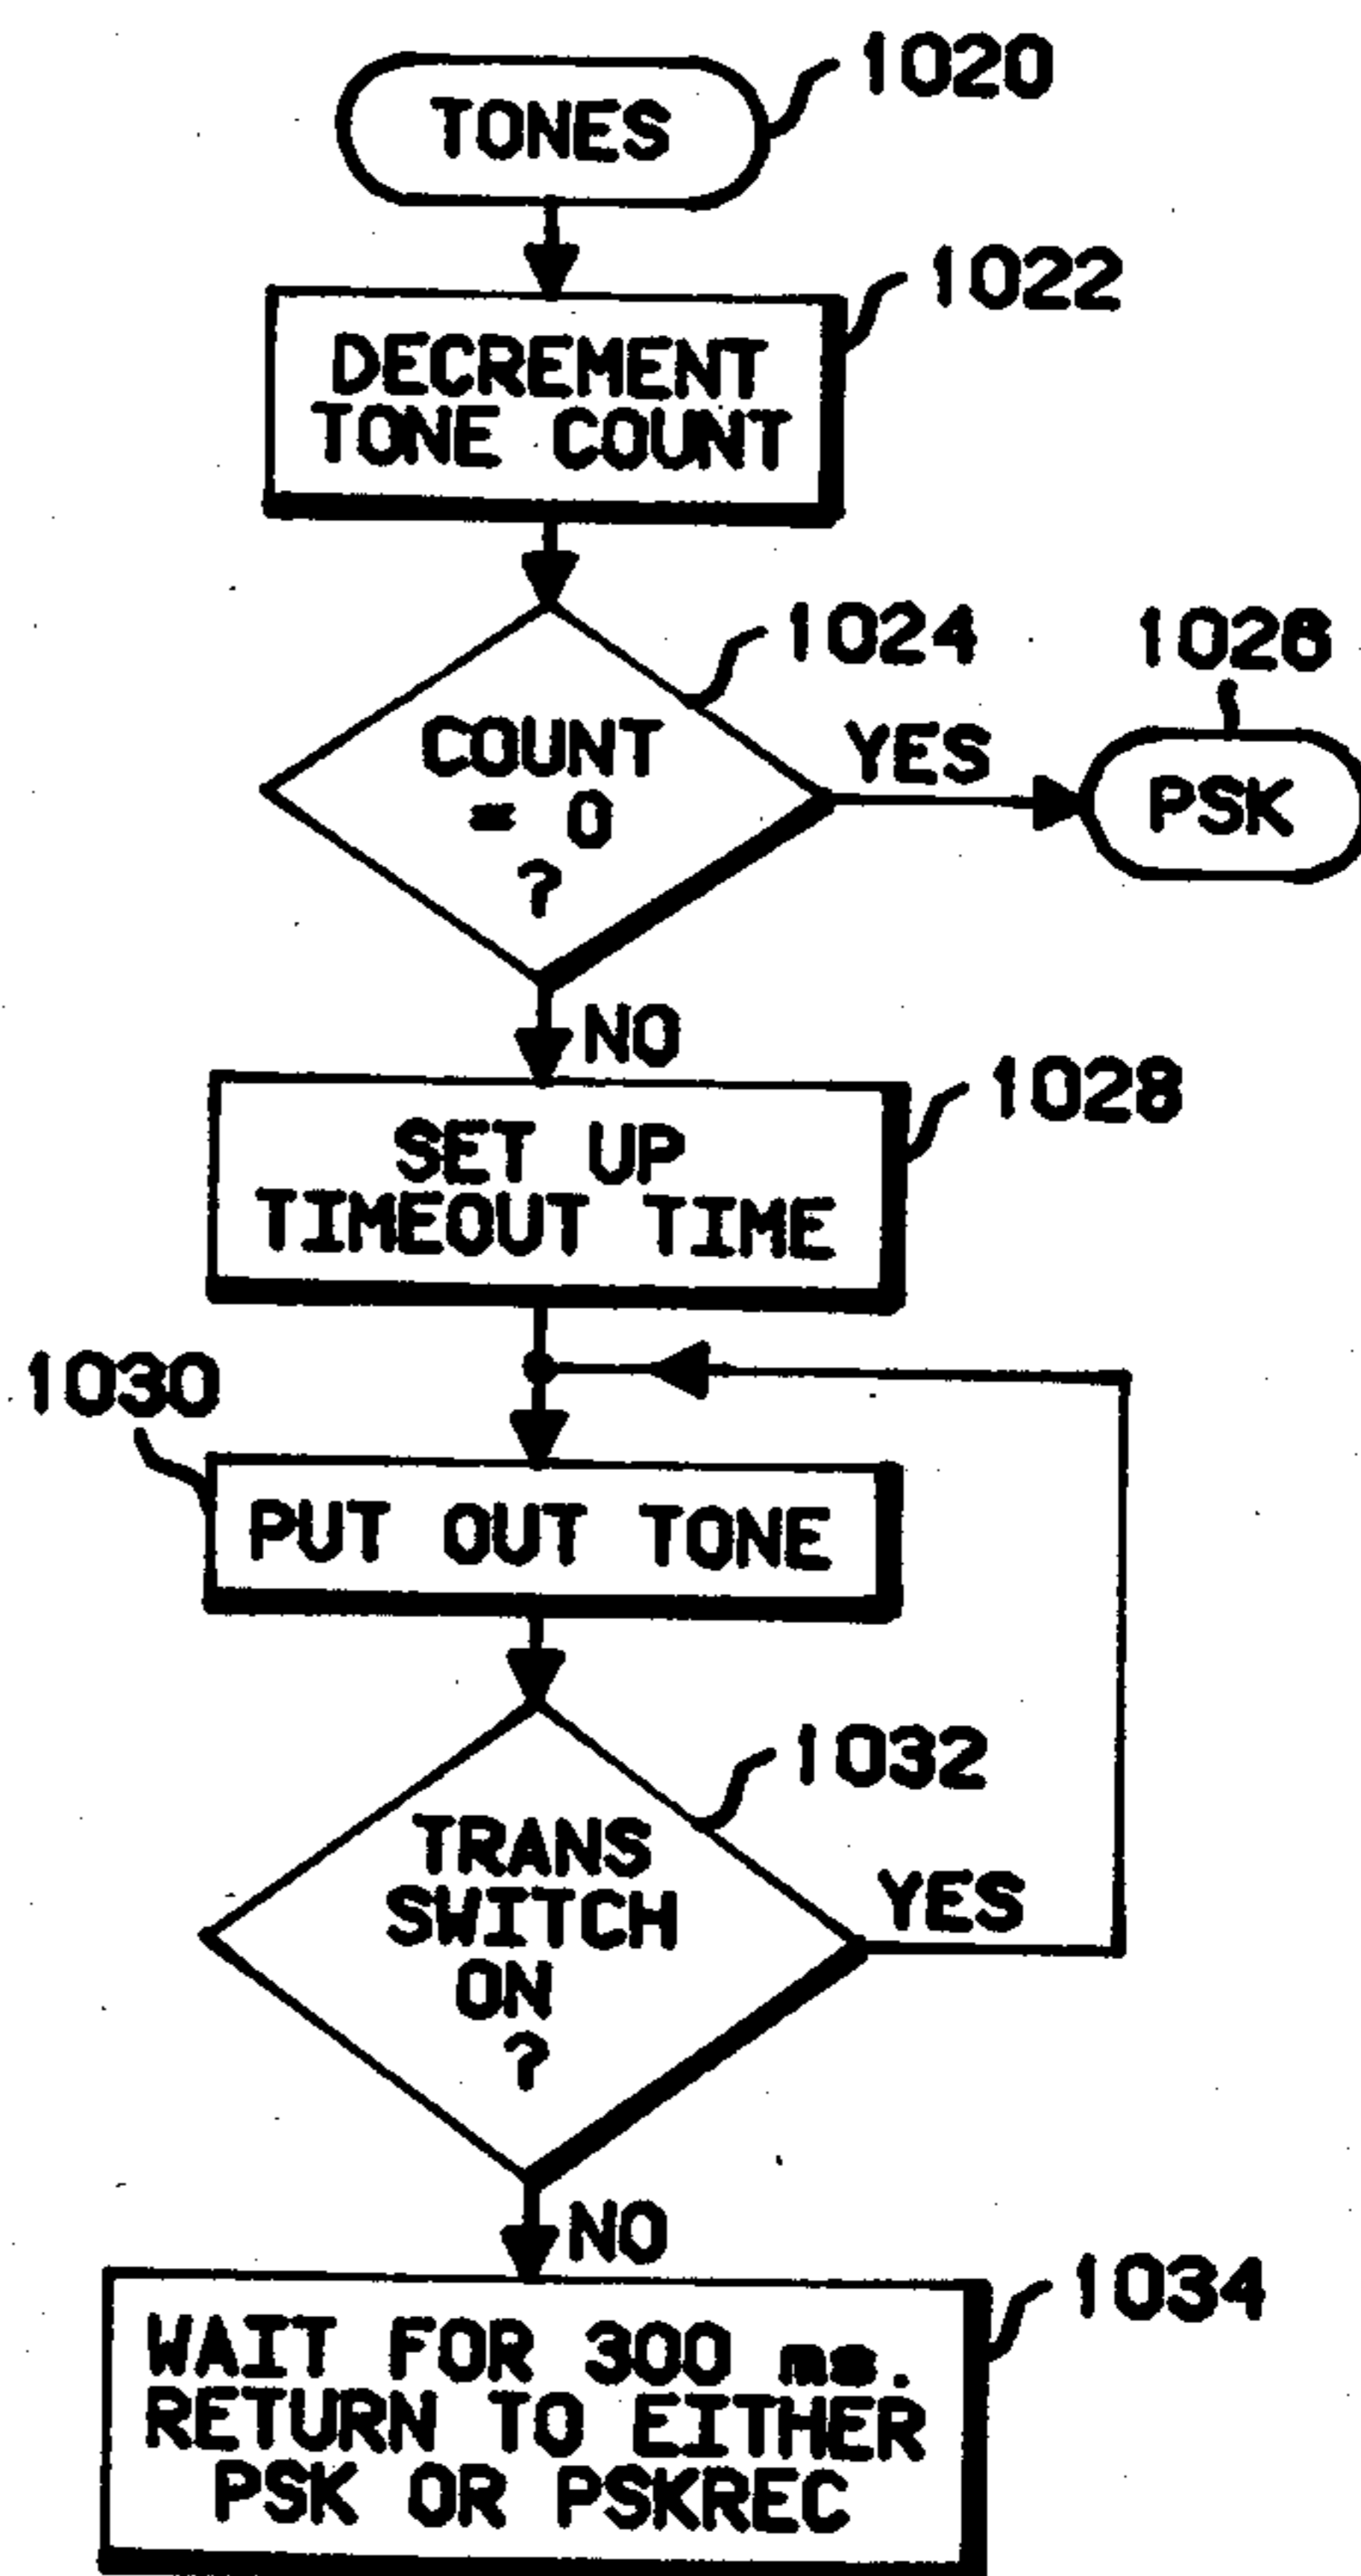 TONES
1020
DECREMENT
TONE COUNT
1022
COUNT
= 0
?
1024
YES
1026
PSK
NO
SET UP
TIMEOUT TIME
1028
1030
PUT OUT TONE
TRANS
SWITCH
ON
?
1032
YES
NO
WAIT FOR 300 ms.
RETURN TO EITHER
PSK OR PSKREC
1034